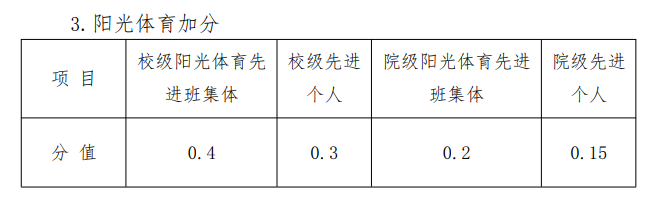 3.阳光体育加分
项 目
校级阳光体育先
进班集体
校级先进
个人
院级阳光体育先进
班集体
院级先进
个人
分 值
0.4
0.3
0.2
0.15